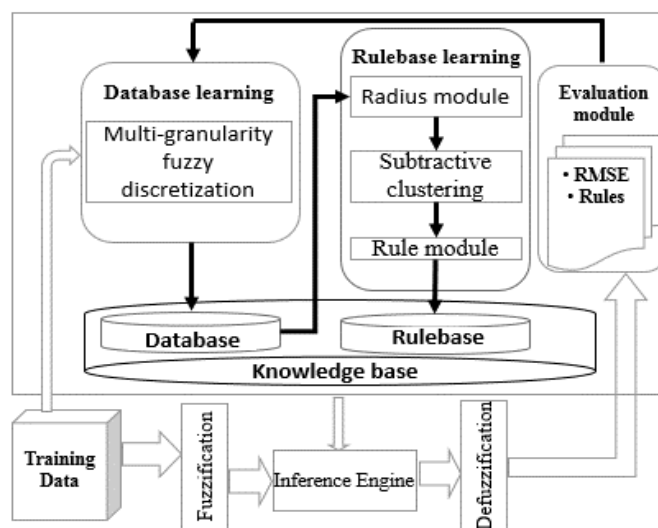 Database learning
Multi-granularity
fuzzy
discretization
Rulebase learning
Radius module
Subtractive
clustering
Rule module
Evaluation
module
• RMSE
• Rules
Database
Rulebase
Knowledge base
Training
Data
Fuzzification
Inference Engine
Defuzzification